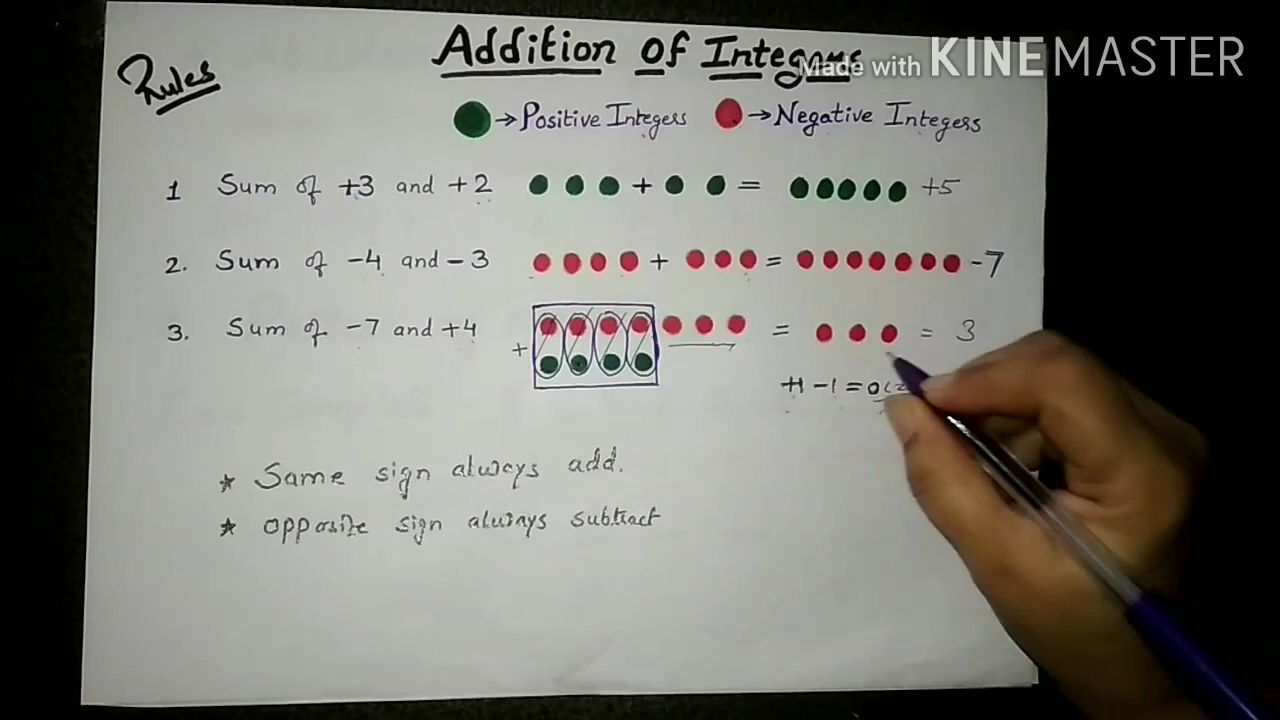 Rules
Addition of Integers
Made with KINEMASTER
→ Positive Integers → Negative Integers
1 Sum of +3 and +2 + = +5
2. Sum of -4 and -3 + = -7
3. Sum of -7 and +4 + = = 3
+1 -1 = 0
* Same sign always add.
* opposite sign always subtract